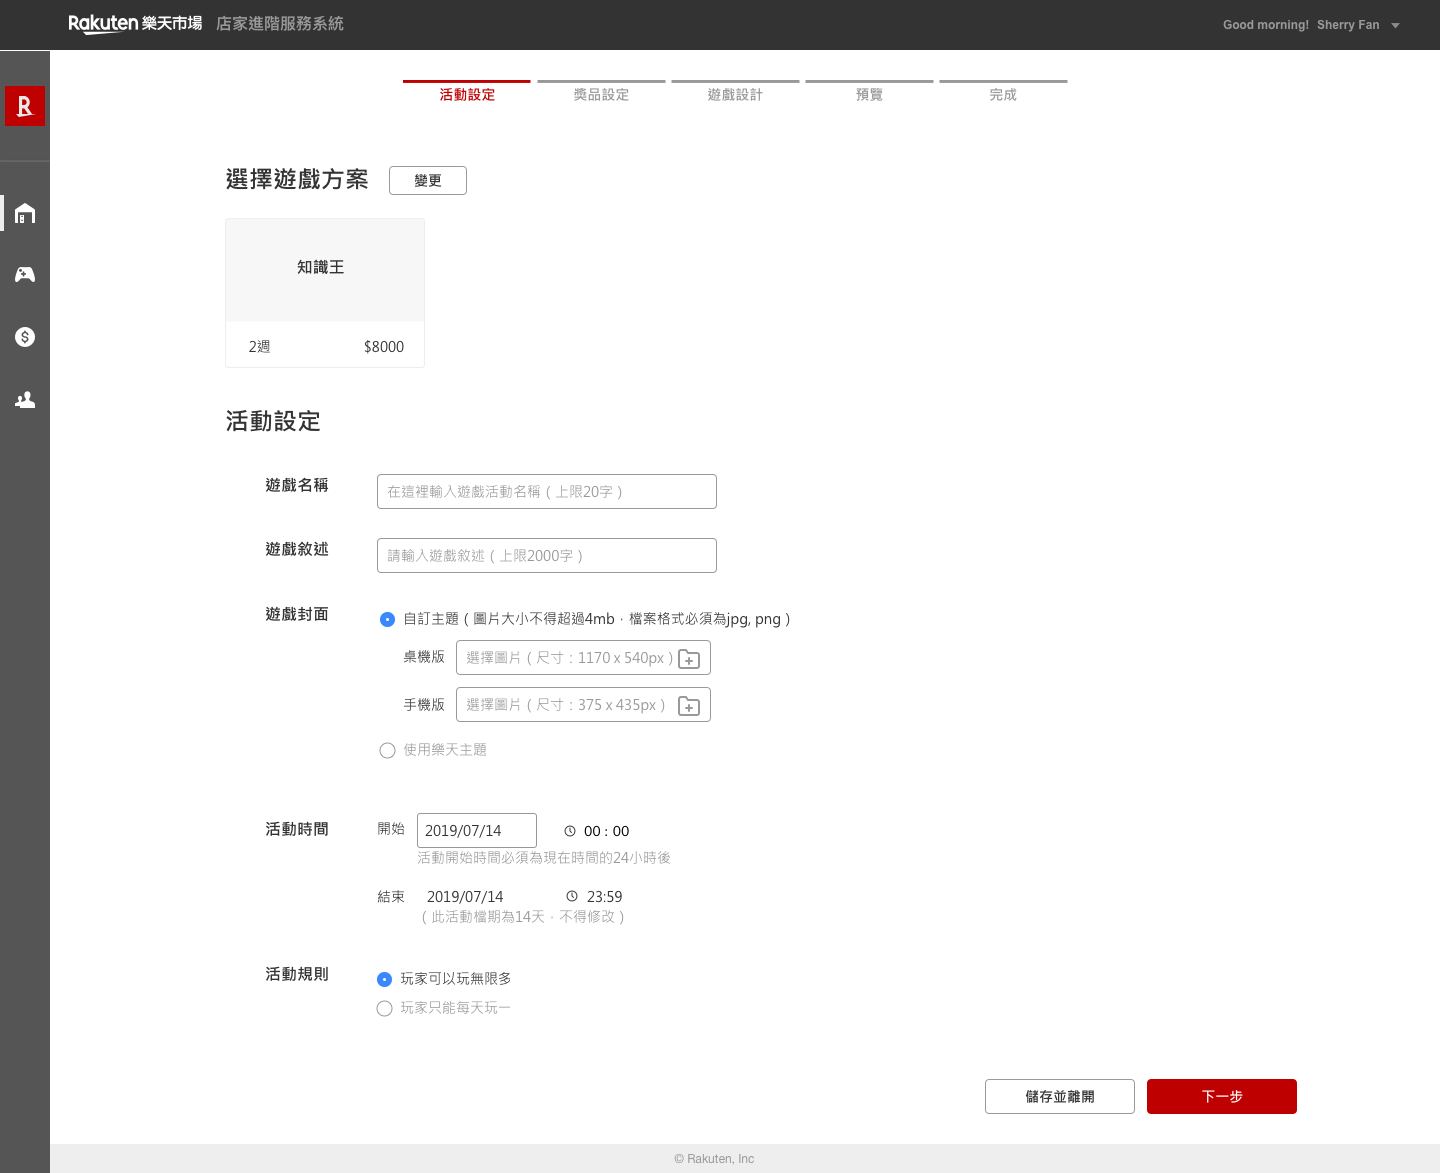 Rakuten 樂天市場 店家進階服務系統
Good morning! Sherry Fan
R
活動設定 獎品設定 遊戲設計 預覽 完成
選擇遊戲方案 變更
知識王
2週 $8000
活動設定
遊戲名稱 在這裡輸入遊戲活動名稱 ( 上限20字 )
遊戲敘述 請輸入遊戲敘述 ( 上限2000字 )
遊戲封面 自訂主題 ( 圖片大小不得超過4mb，檔案格式必須為jpg, png )
桌機版 選擇圖片 ( 尺寸：1170 x 540px )
手機版 選擇圖片 ( 尺寸：375 x 435px )
使用樂天主題
活動時間 開始 2019/07/14 00 : 00
活動開始時間必須為現在時間的24小時後
結束 2019/07/14 23:59
( 此活動檔期為14天，不得修改 )
活動規則 玩家可以玩無限多
玩家只能每天玩一
儲存並離開 下一步
© Rakuten, Inc